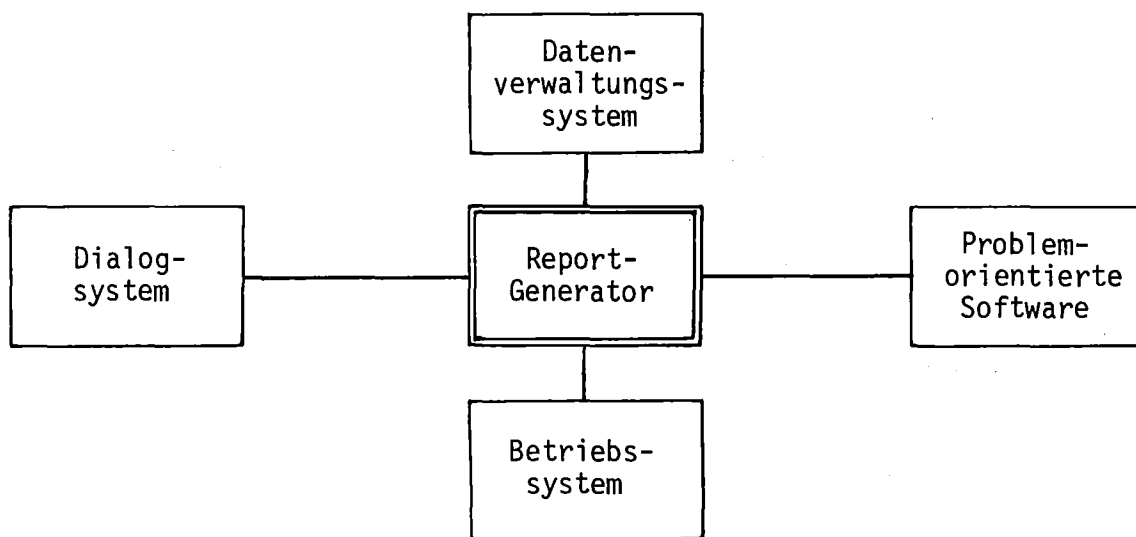 Daten-
verwaltungs-
system
Dialog-
system
Report-
Generator
Problem-
orientierte
Software
Betriebs-
system